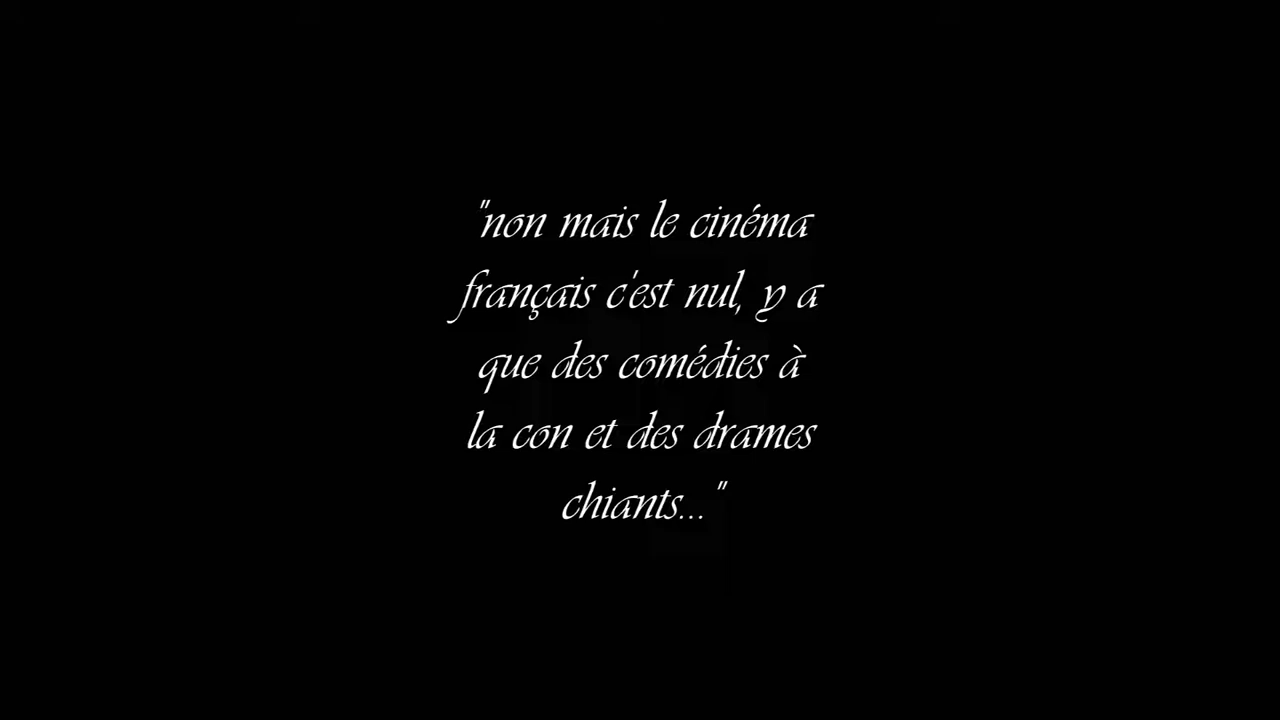 "non mais le cinéma
français c'est nul, y a
que des comédies à
la con et des drames
chiants..."